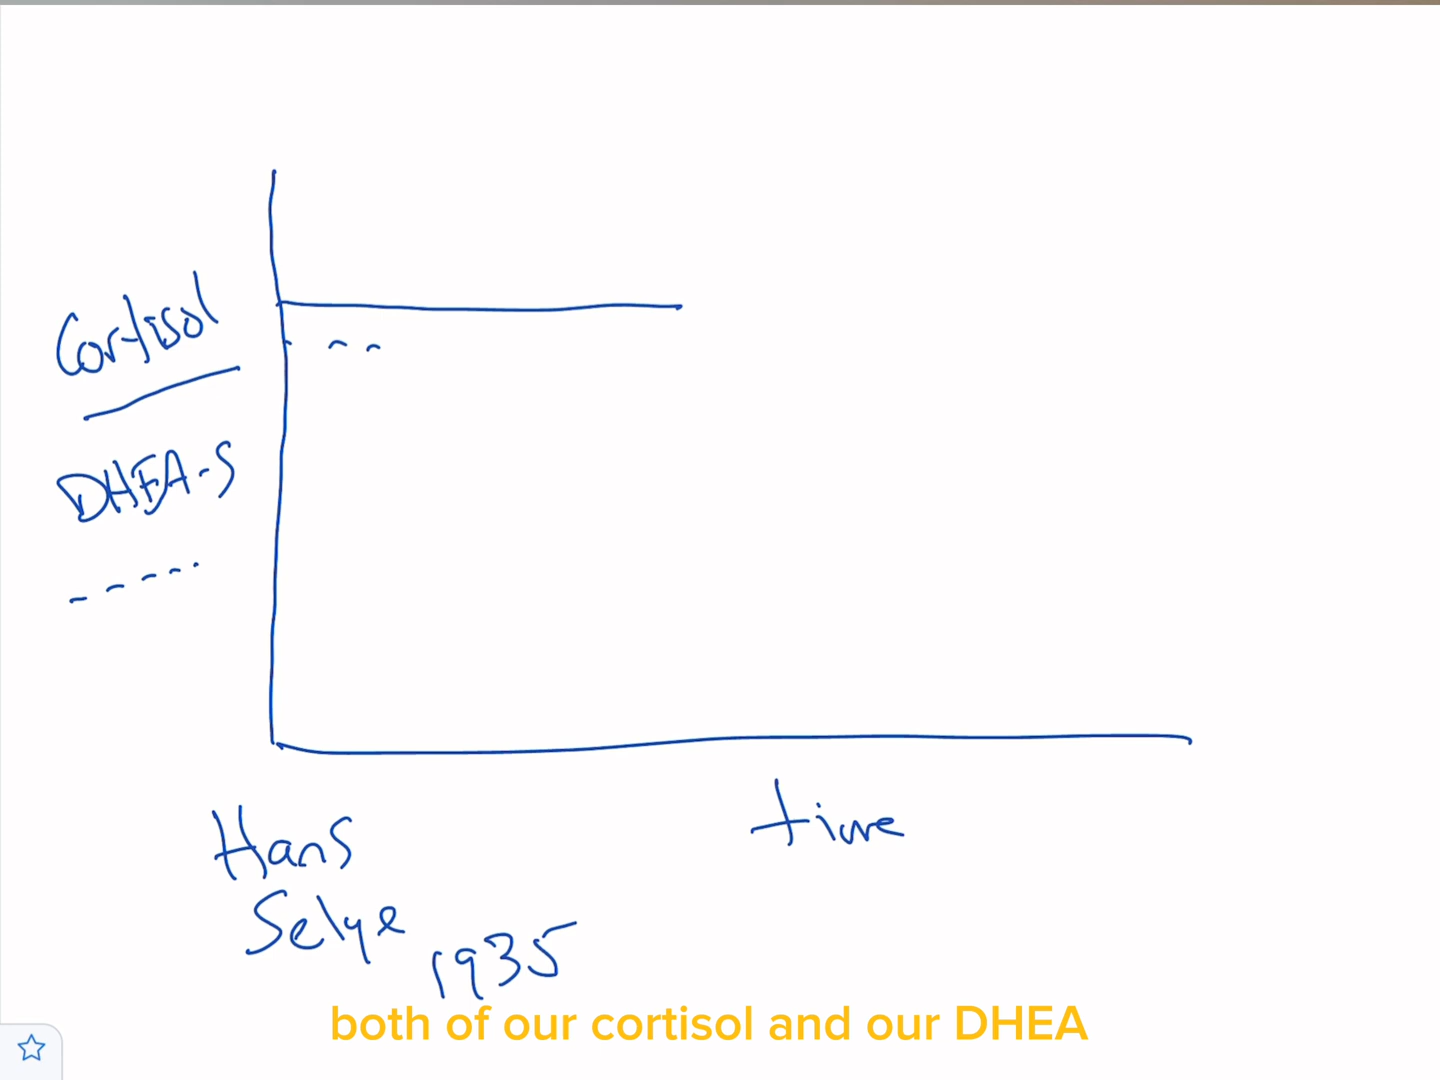 Cortisol
DHEA-S
time
Hans
Selye
1935
both of our cortisol and our DHEA